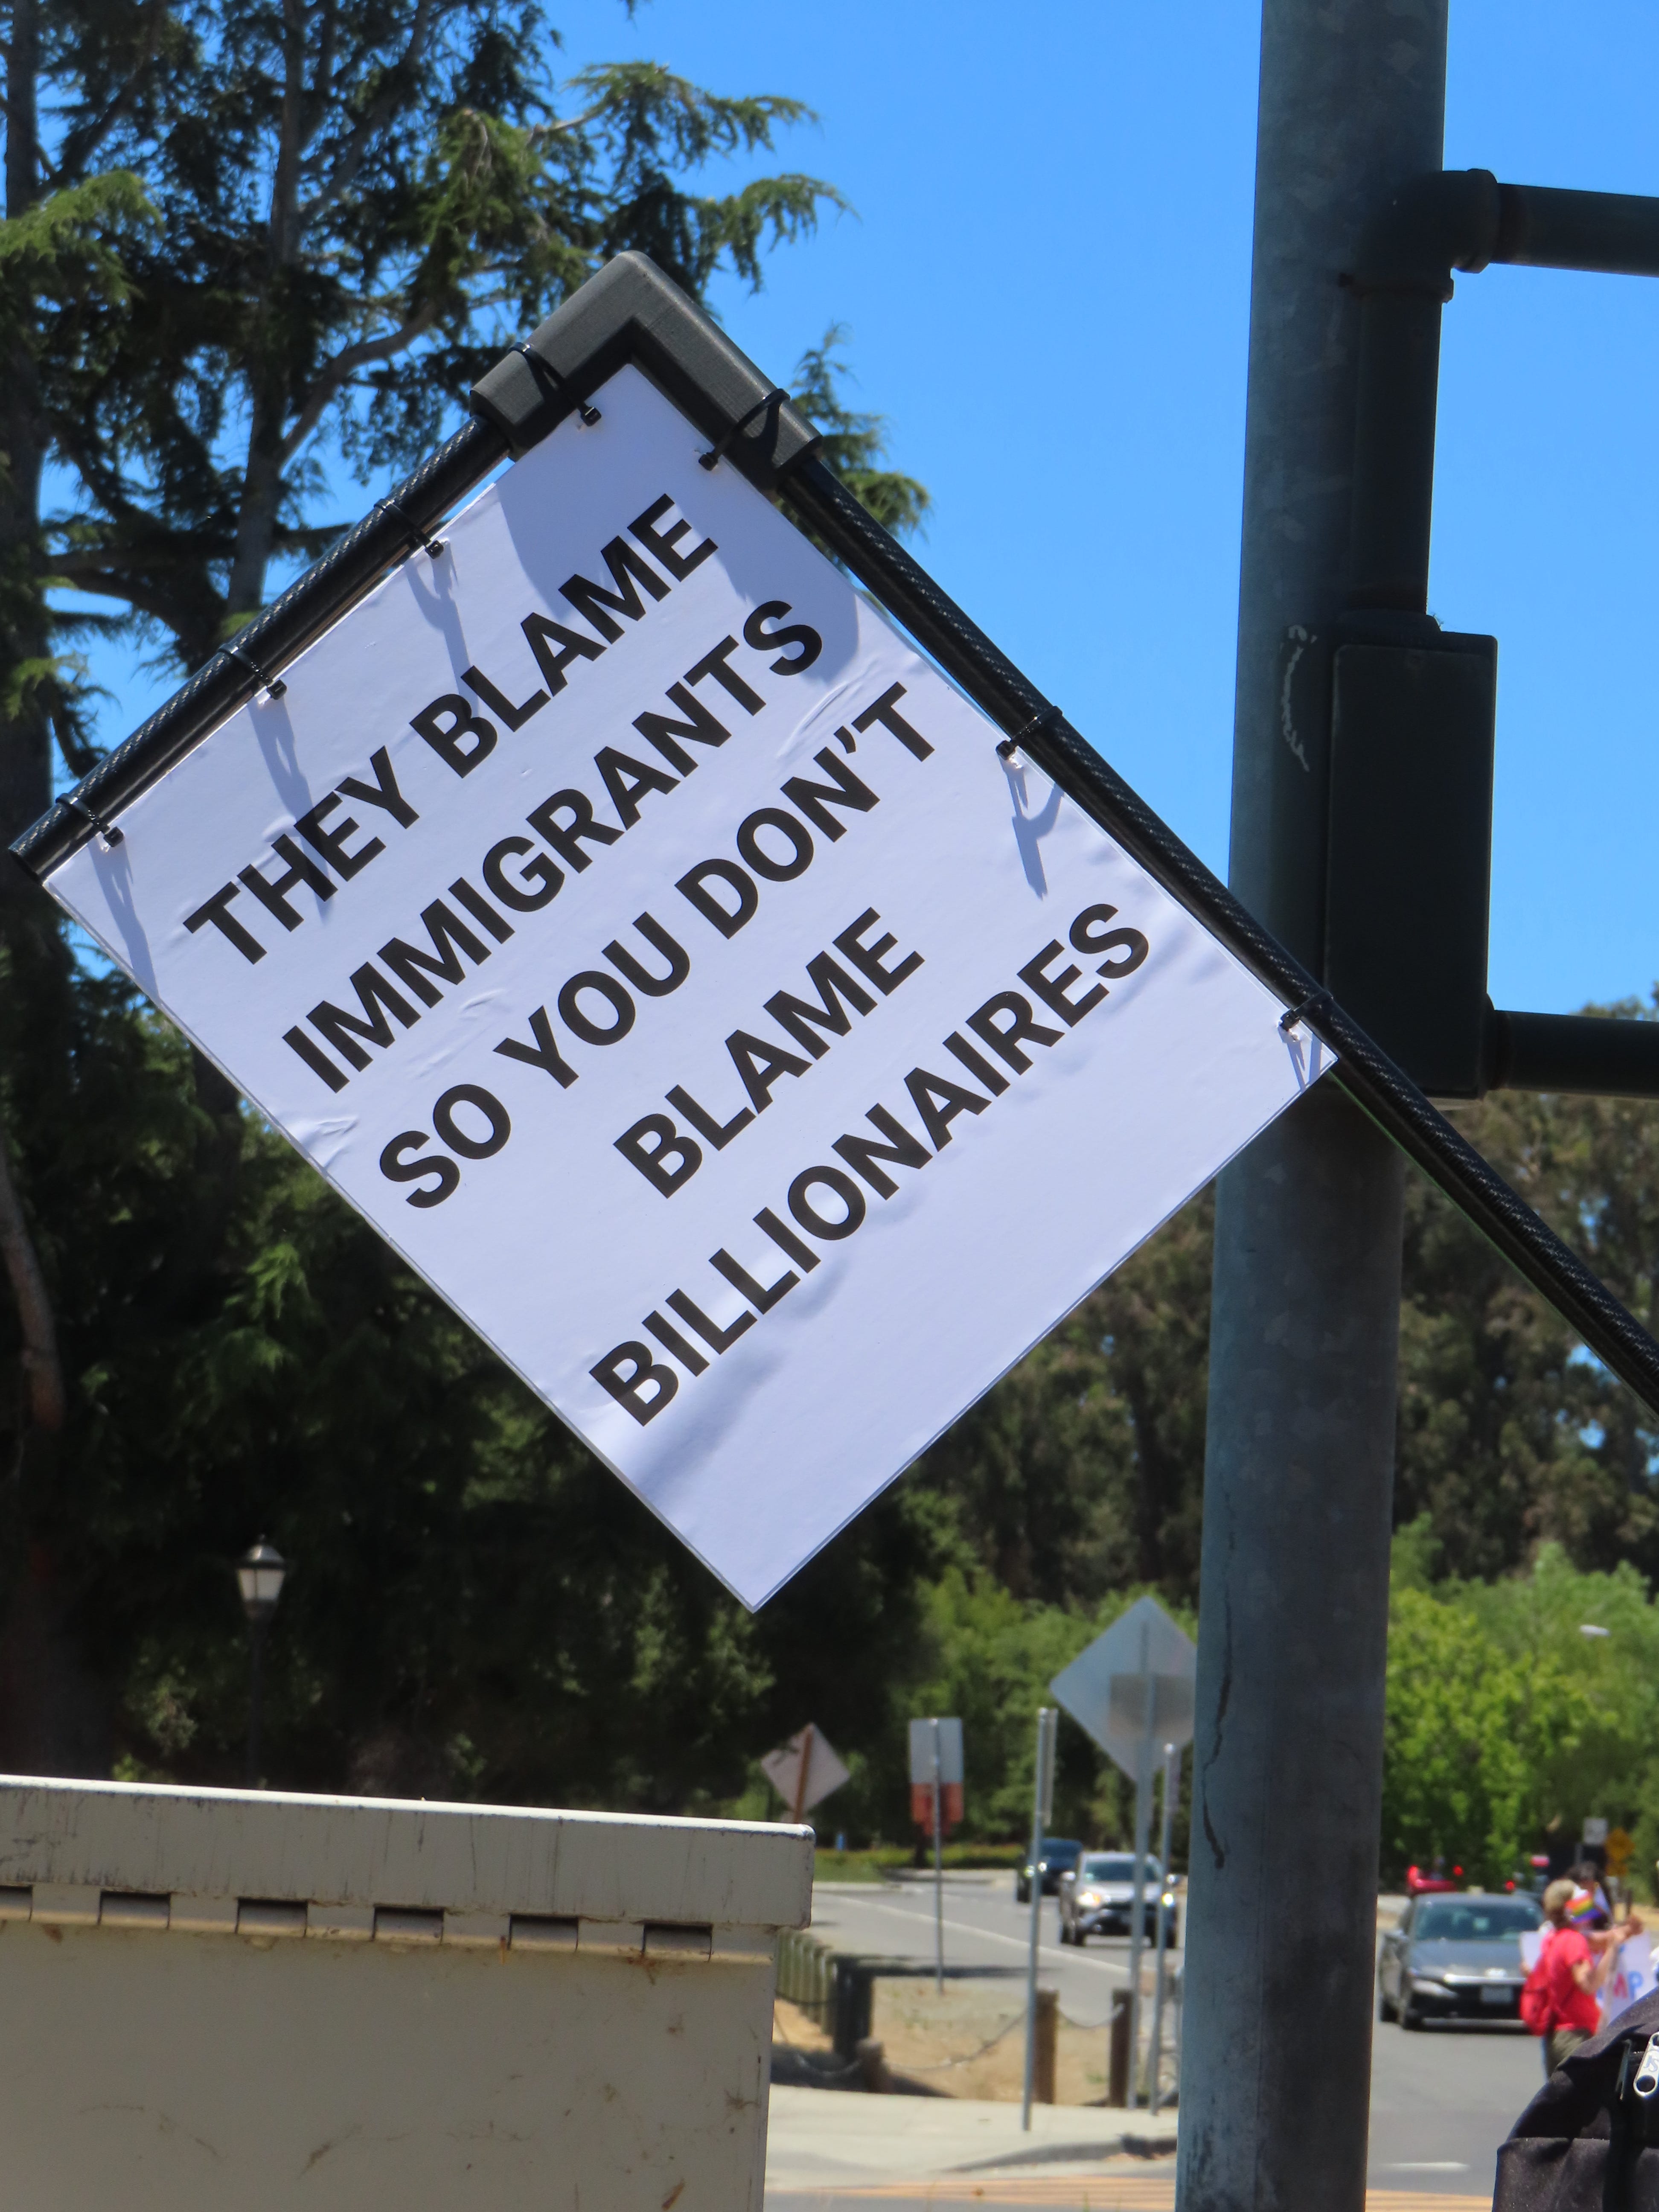 THEY BLAME
IMMIGRANTS
SO YOU DON'T
BLAME
BILLIONAIRES